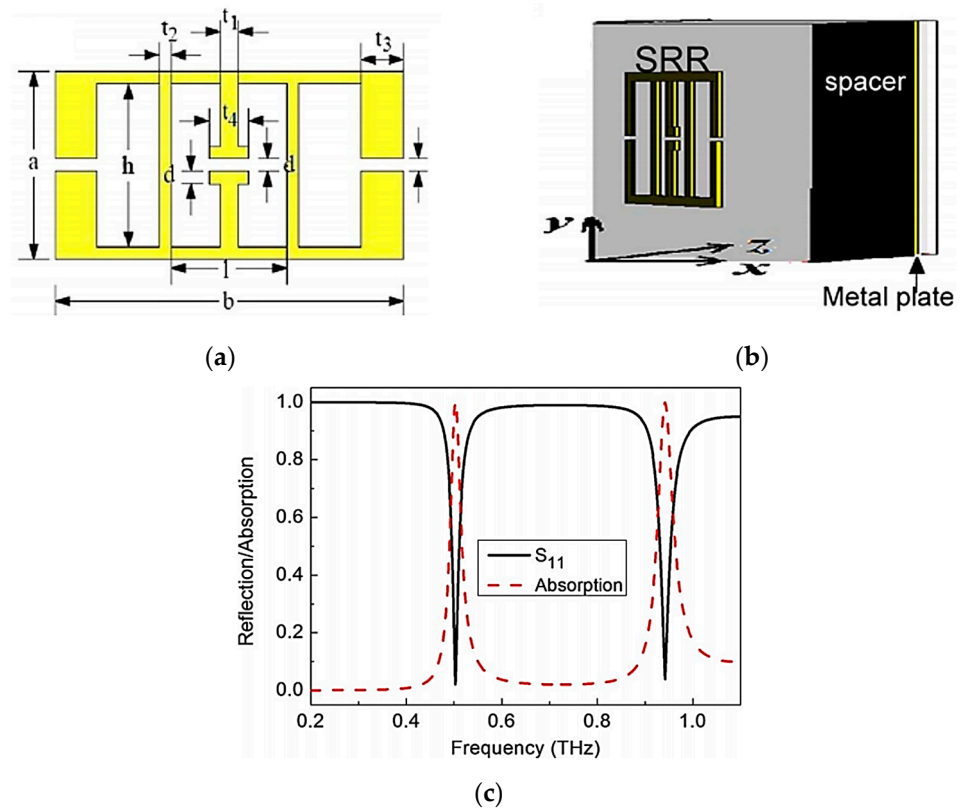 t₁
t₂
t₃
t₄
a
h
d
d
l
b
(a)
SRR
spacer
y
z
x
Metal plate
(b)
Reflection/Absorption
1.0
0.8
0.6
0.4
0.2
0.0
S₁₁
Absorption
0.2
0.4
0.6
0.8
1.0
Frequency (THz)
(c)